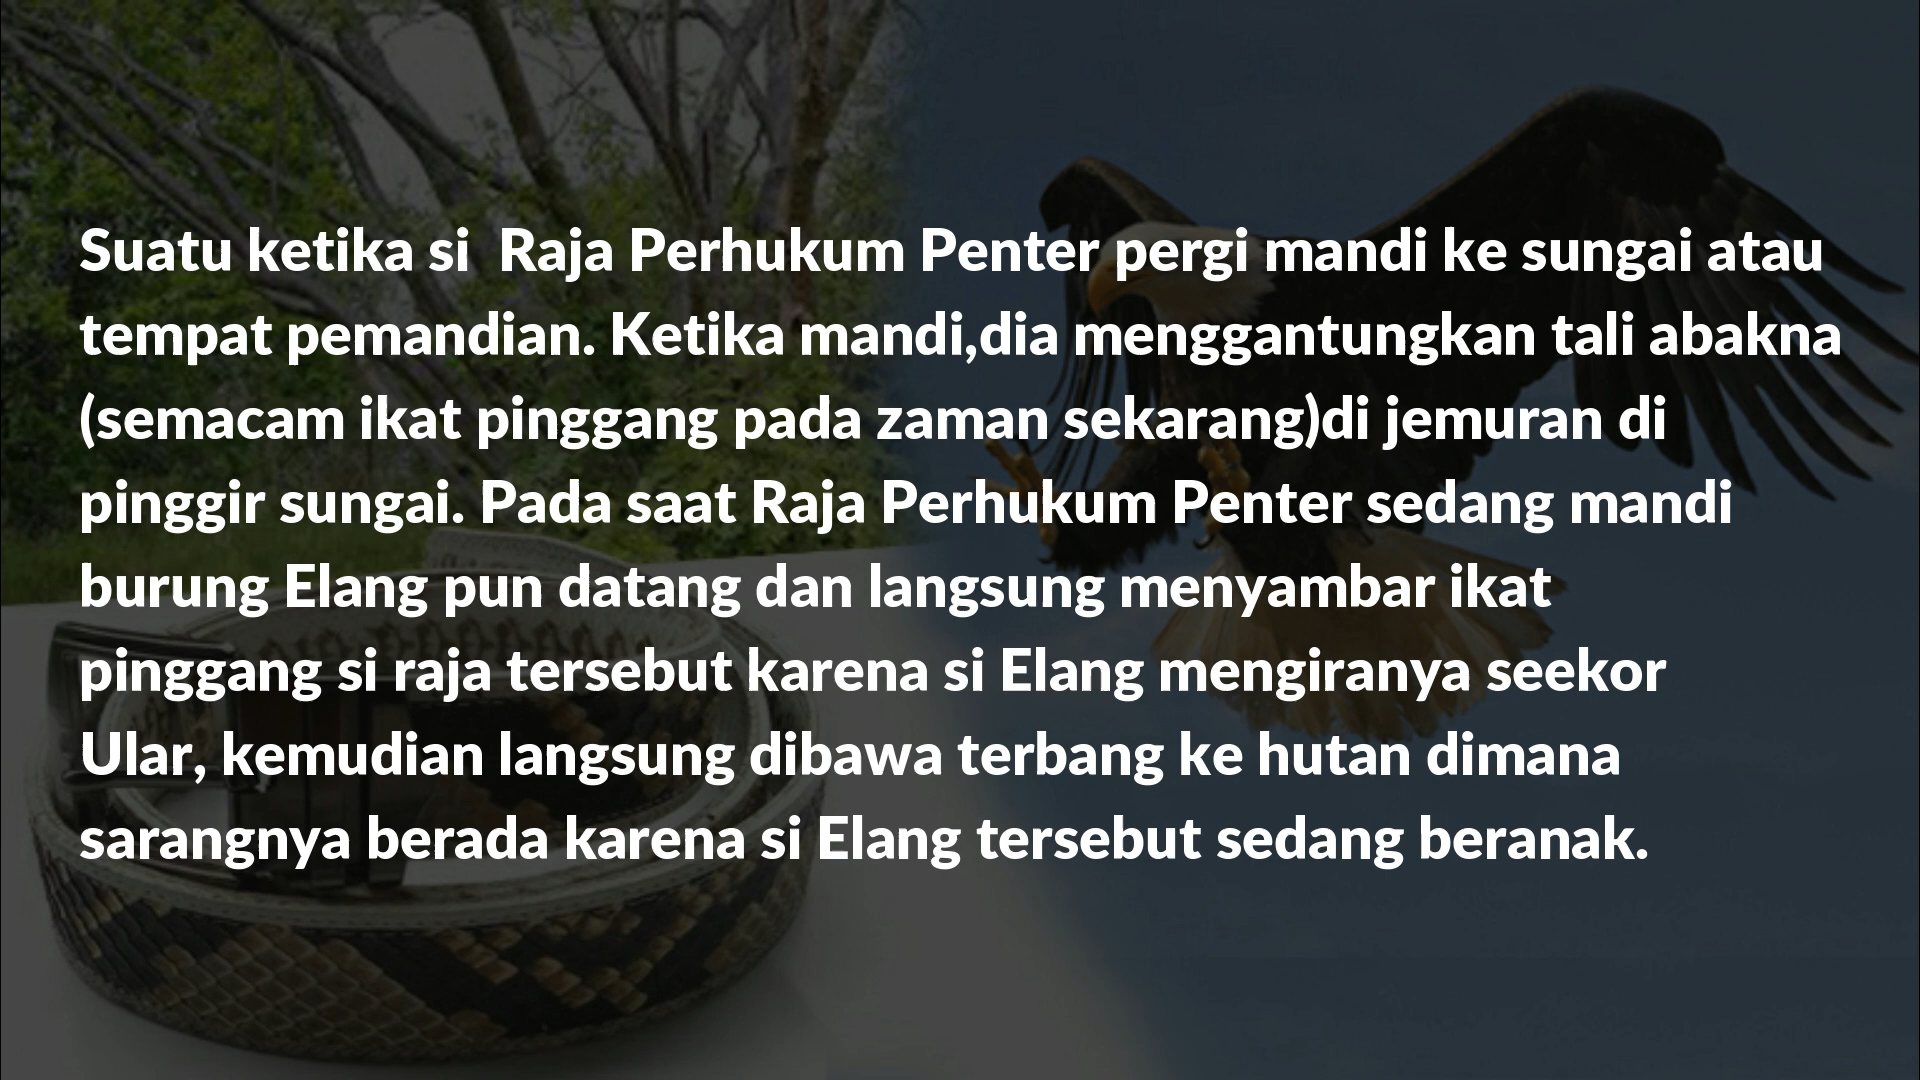 Suatu ketika si  Raja Perhukum Penter pergi mandi ke sungai atau
tempat pemandian. Ketika mandi,dia menggantungkan tali abakna
(semacam ikat pinggang pada zaman sekarang)di jemuran di
pinggir sungai. Pada saat Raja Perhukum Penter sedang mandi
burung Elang pun datang dan langsung menyambar ikat
pinggang si raja tersebut karena si Elang mengiranya seekor
Ular, kemudian langsung dibawa terbang ke hutan dimana
sarangnya berada karena si Elang tersebut sedang beranak.